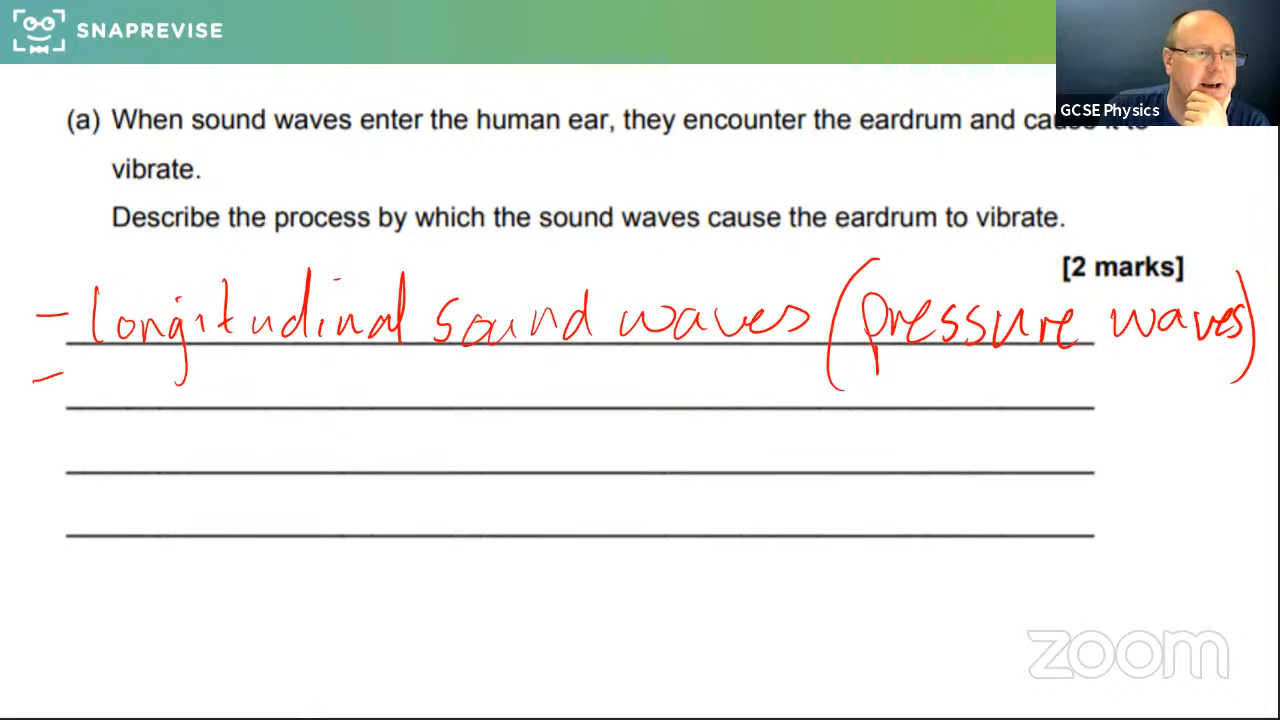 SNAPREVISE
GCSE Physics
(a) When sound waves enter the human ear, they encounter the eardrum and cause it to
vibrate.
Describe the process by which the sound waves cause the eardrum to vibrate.
[2 marks]
- longitudinal sound waves (pressure waves)
-
zoom